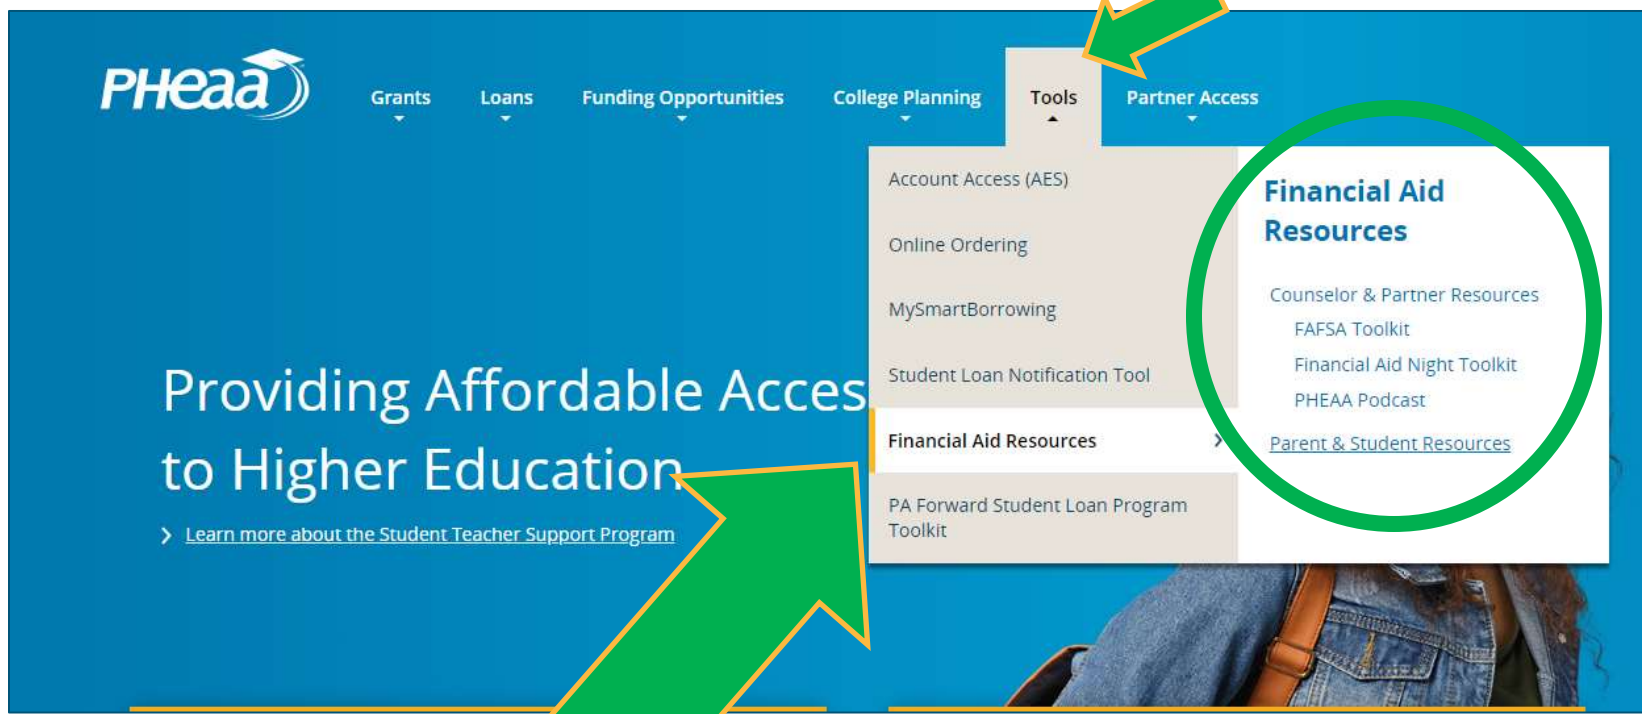 PHEAA
Grants
Loans
Funding Opportunities
College Planning
Tools
Partner Access
Account Access (AES)
Online Ordering
MySmartBorrowing
Student Loan Notification Tool
Financial Aid Resources
PA Forward Student Loan Program
Toolkit
Financial Aid
Resources
Counselor & Partner Resources
FAFSA Toolkit
Financial Aid Night Toolkit
PHEAA Podcast
Parent & Student Resources
Providing Affordable Acces
to Higher Education
Learn more about the Student Teacher Support Program